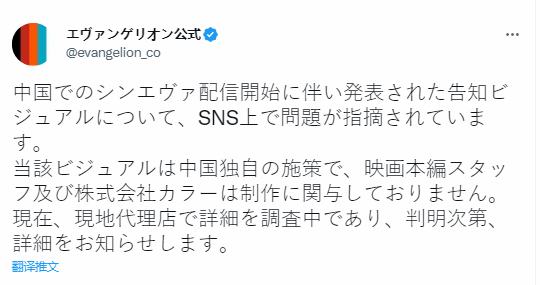 エヴァンゲリオン公式
@evangelion_co
中国でのシンエヴァ配信開始に伴い発表された告知ビ
ジュアルについて、SNS上で問題が指摘されていま
す。
当該ビジュアルは中国独自の施策で、映画本編スタッ
フ及び株式会社カラーは制作に関与しておりません。
現在、現地代理店で詳細を調査中であり、判明次第、
詳細をお知らせします。
翻译推文